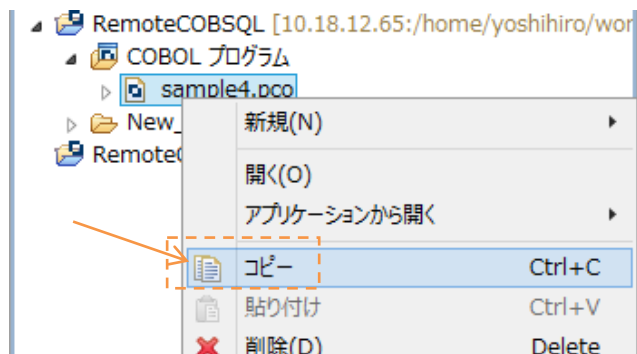 RemoteCOBSQL [10.18.12.65:/home/yoshihiro/wor
COBOL プログラム
sample4.pco
New_
Remote
新規(N)
開く(O)
アプリケーションから開く
コピー Ctrl+C
貼り付け Ctrl+V
削除(D) Delete